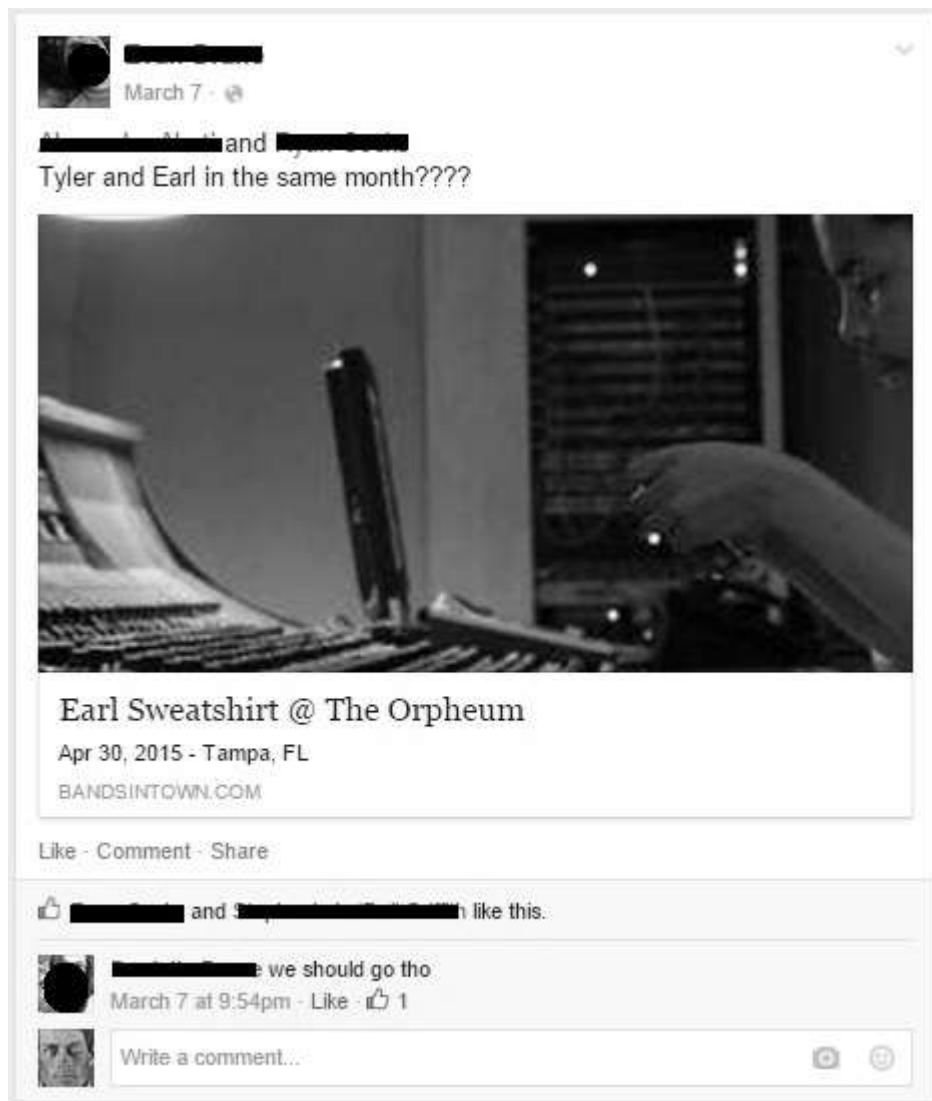 March 7 ·
and
Tyler and Earl in the same month????
Earl Sweatshirt @ The Orpheum
Apr 30, 2015 - Tampa, FL
BANDSINTOWN.COM
Like · Comment · Share
and like this.
we should go tho
March 7 at 9:54pm · Like · 1
Write a comment...